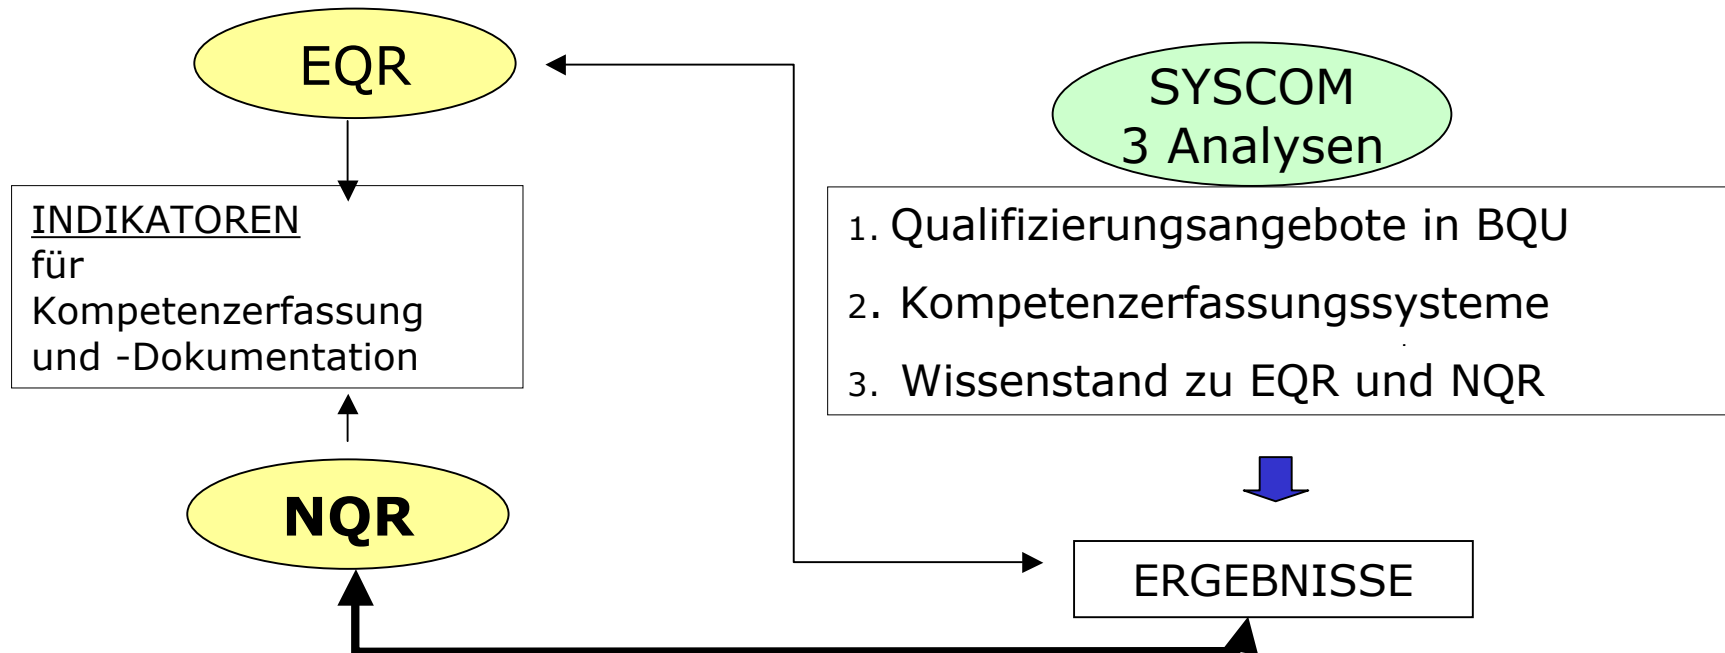 EQR
INDIKATOREN
für
Kompetenzerfassung
und -Dokumentation
NQR
SYSCOM
3 Analysen
1. Qualifizierungsangebote in BQU
2. Kompetenzerfassungssysteme
3. Wissenstand zu EQR und NQR
ERGEBNISSE